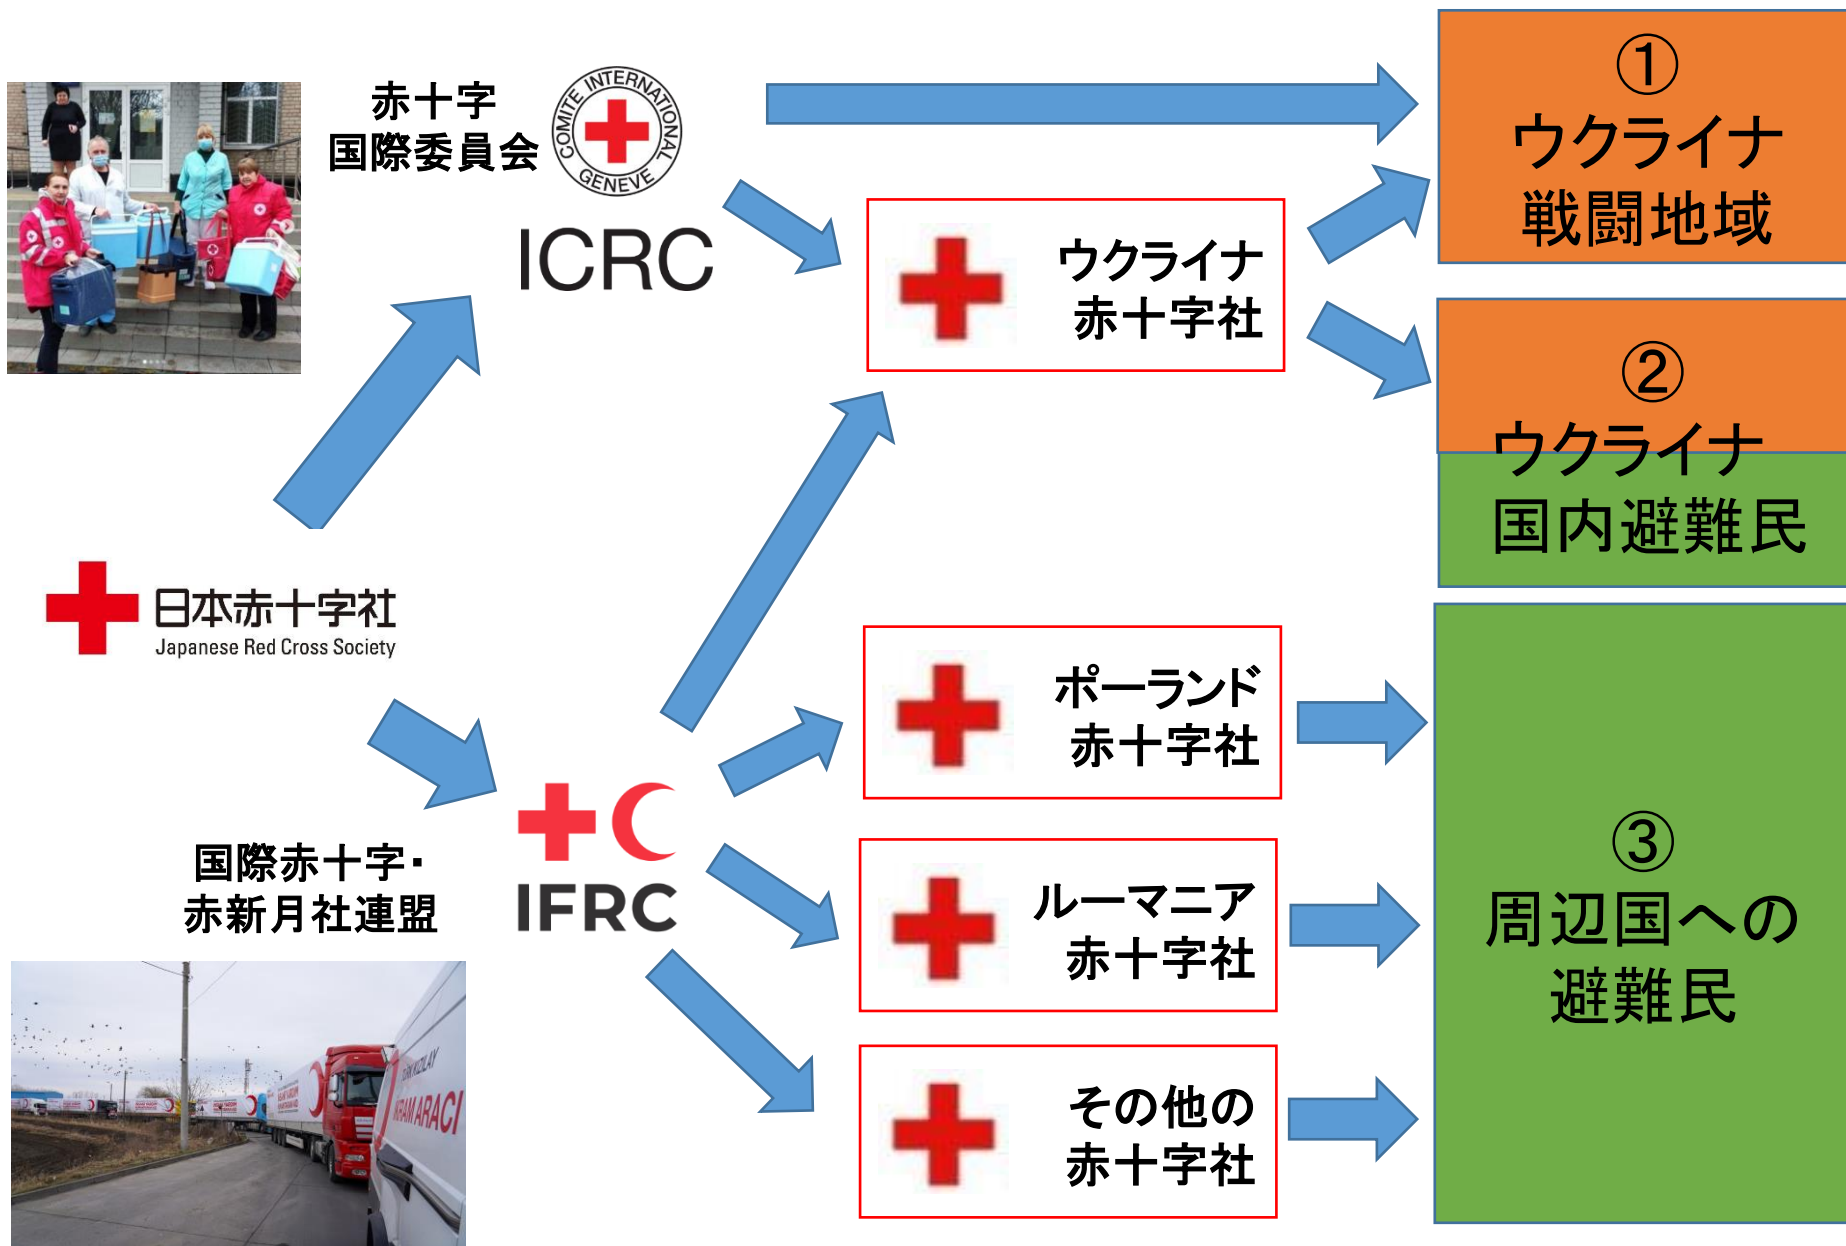 赤十字
国際委員会
COMITE INTERNATIONAL
GENEVE
ICRC
①
ウクライナ
戦闘地域
ウクライナ
赤十字社
②
ウクライナ
国内避難民
日本赤十字社
Japanese Red Cross Society
ポーランド
赤十字社
国際赤十字・
赤新月社連盟
IFRC
ルーマニア
赤十字社
③
周辺国への
避難民
その他の
赤十字社
TÜRK KIZILAY
ARACI